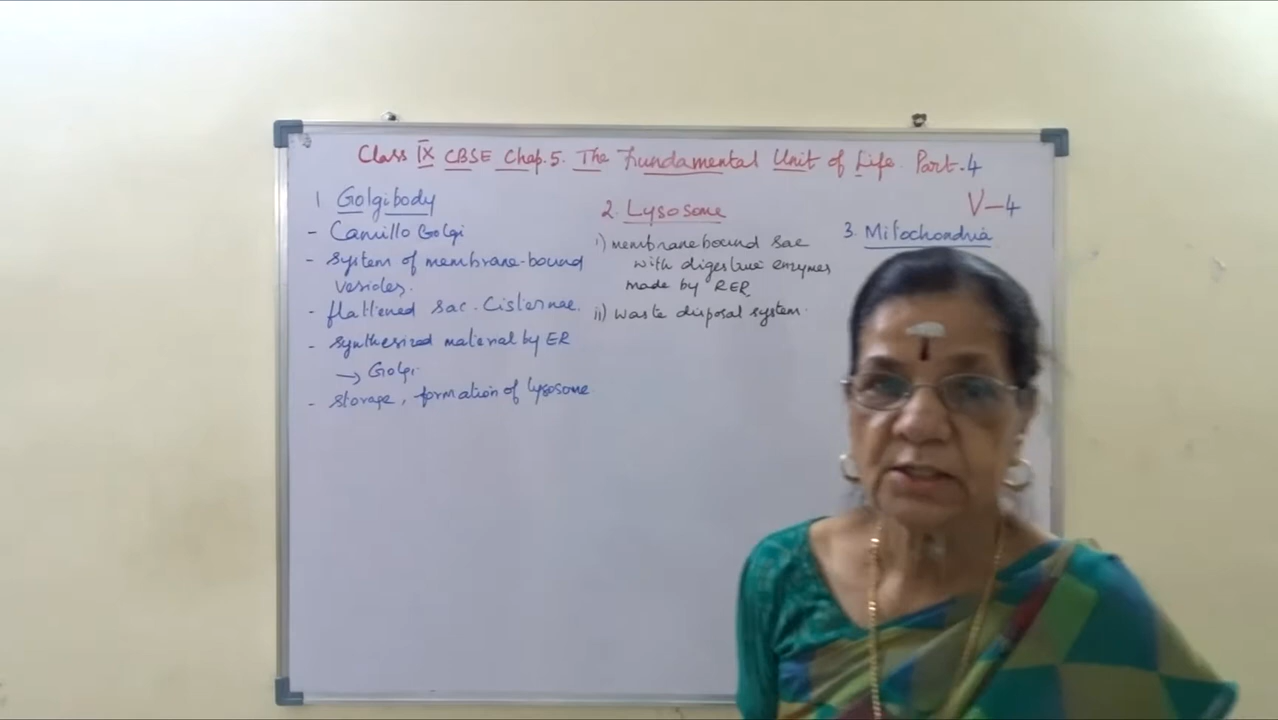 Class IX CBSE Chap. 5. The Fundamental Unit of Life. Part-4
V-4
1 Golgibody
- Camillo Golgi
- System of membrane-bound
vesicles.
- flattened sac - Cisternae.
- synthesized material by ER
→ Golgi
- storage, formation of lysosome
2. Lysosome
i) membrane bound sac
with digestive enzymes
made by RER
ii) waste disposal system.
3. Mitochondria